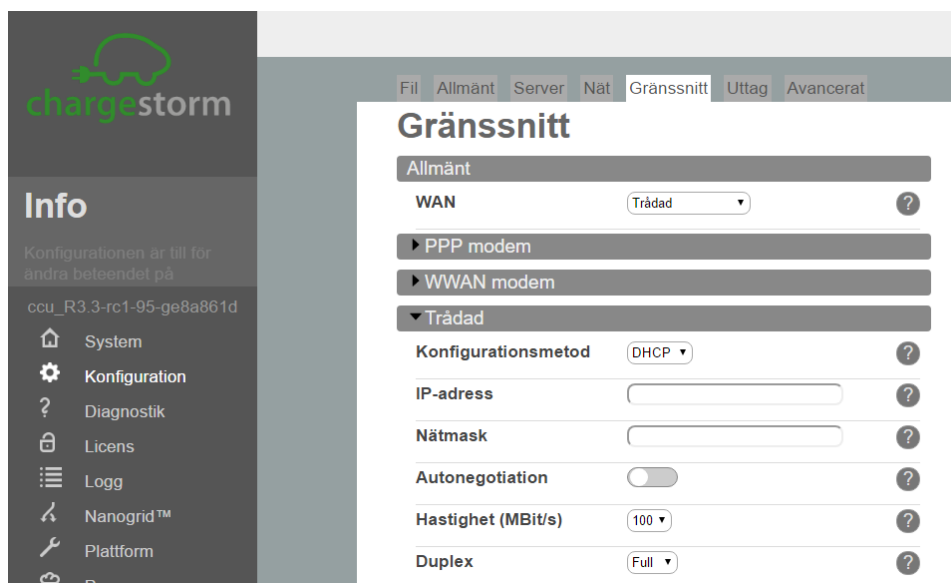 chargestorm
Info
Konfigurationen är till för
ändra beteendet på
ccu_R3.3-rc1-95-ge8a861d
System
Konfiguration
Diagnostik
Licens
Logg
Nanogrid™
Plattform
Fil Allmänt Server Nät Gränssnitt Uttag Avancerat
Gränssnitt
Allmänt
WAN Trådad ?
PPP modem
WWAN modem
Trådad
Konfigurationsmetod DHCP ?
IP-adress ?
Nätmask ?
Autonegotiation ?
Hastighet (MBit/s) 100 ?
Duplex Full ?